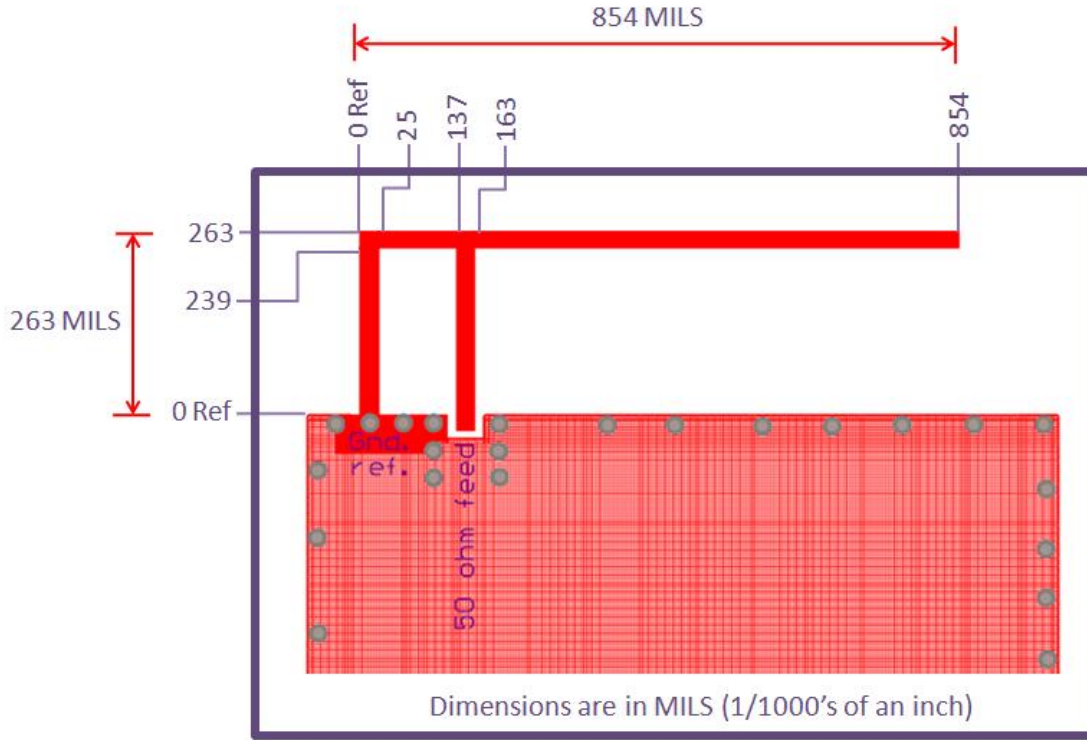 854 MILS
0 Ref
25
137
163
854
263
239
263 MILS
0 Ref
Gnd.
ref.
50 ohm feed
Dimensions are in MILS (1/1000's of an inch)